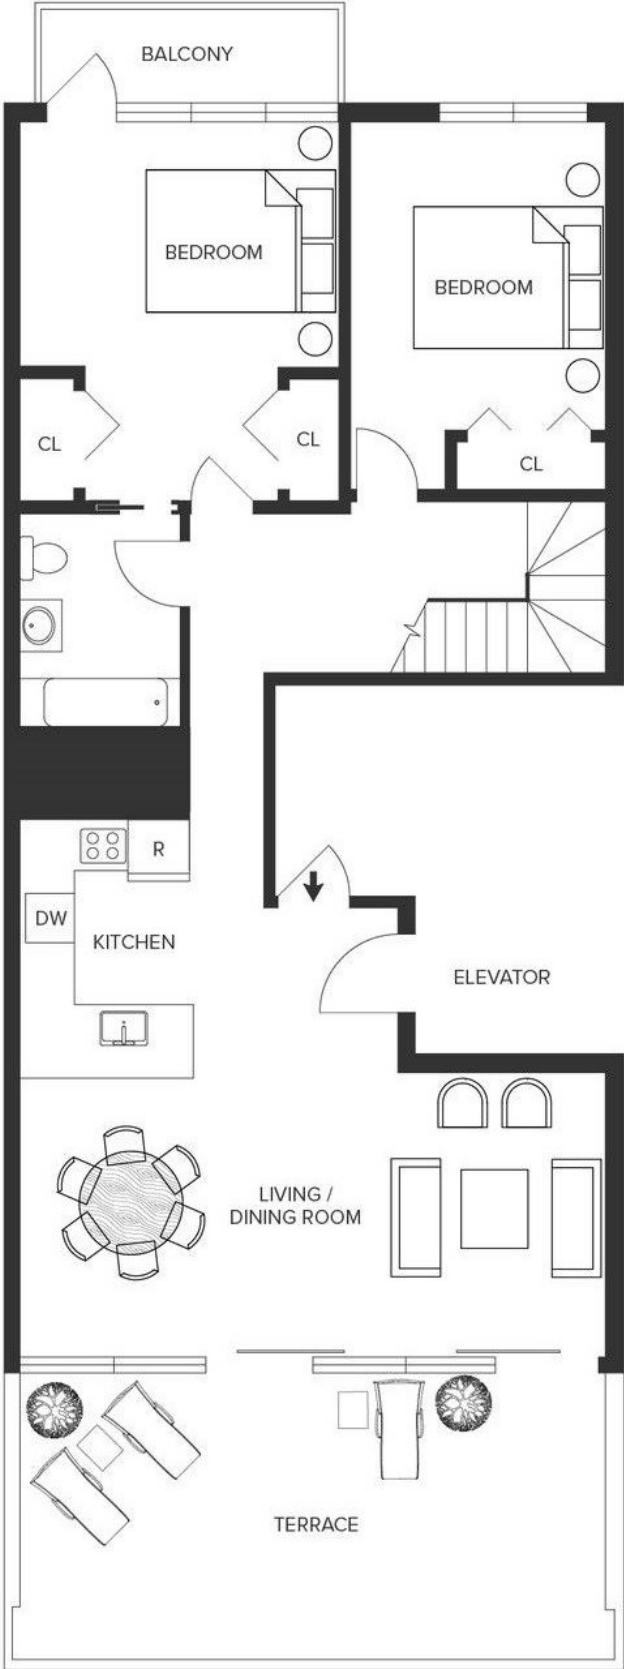 BALCONY
BEDROOM
BEDROOM
CL
CL
CL
R
DW
KITCHEN
ELEVATOR
LIVING /
DINING ROOM
TERRACE